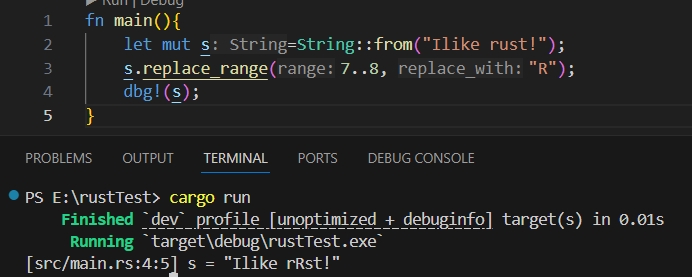 ▶ Run | Debug
1 fn main(){
2 let mut s: String=String::from("Ilike rust!");
3 s.replace_range(range: 7..8, replace_with: "R");
4 dbg!(s);
5 }
PROBLEMS OUTPUT TERMINAL PORTS DEBUG CONSOLE
PS E:\rustTest> cargo run
Finished `dev` profile [unoptimized + debuginfo] target(s) in 0.01s
Running `target\debug\rustTest.exe`
[src/main.rs:4:5] s = "Ilike rRst!"